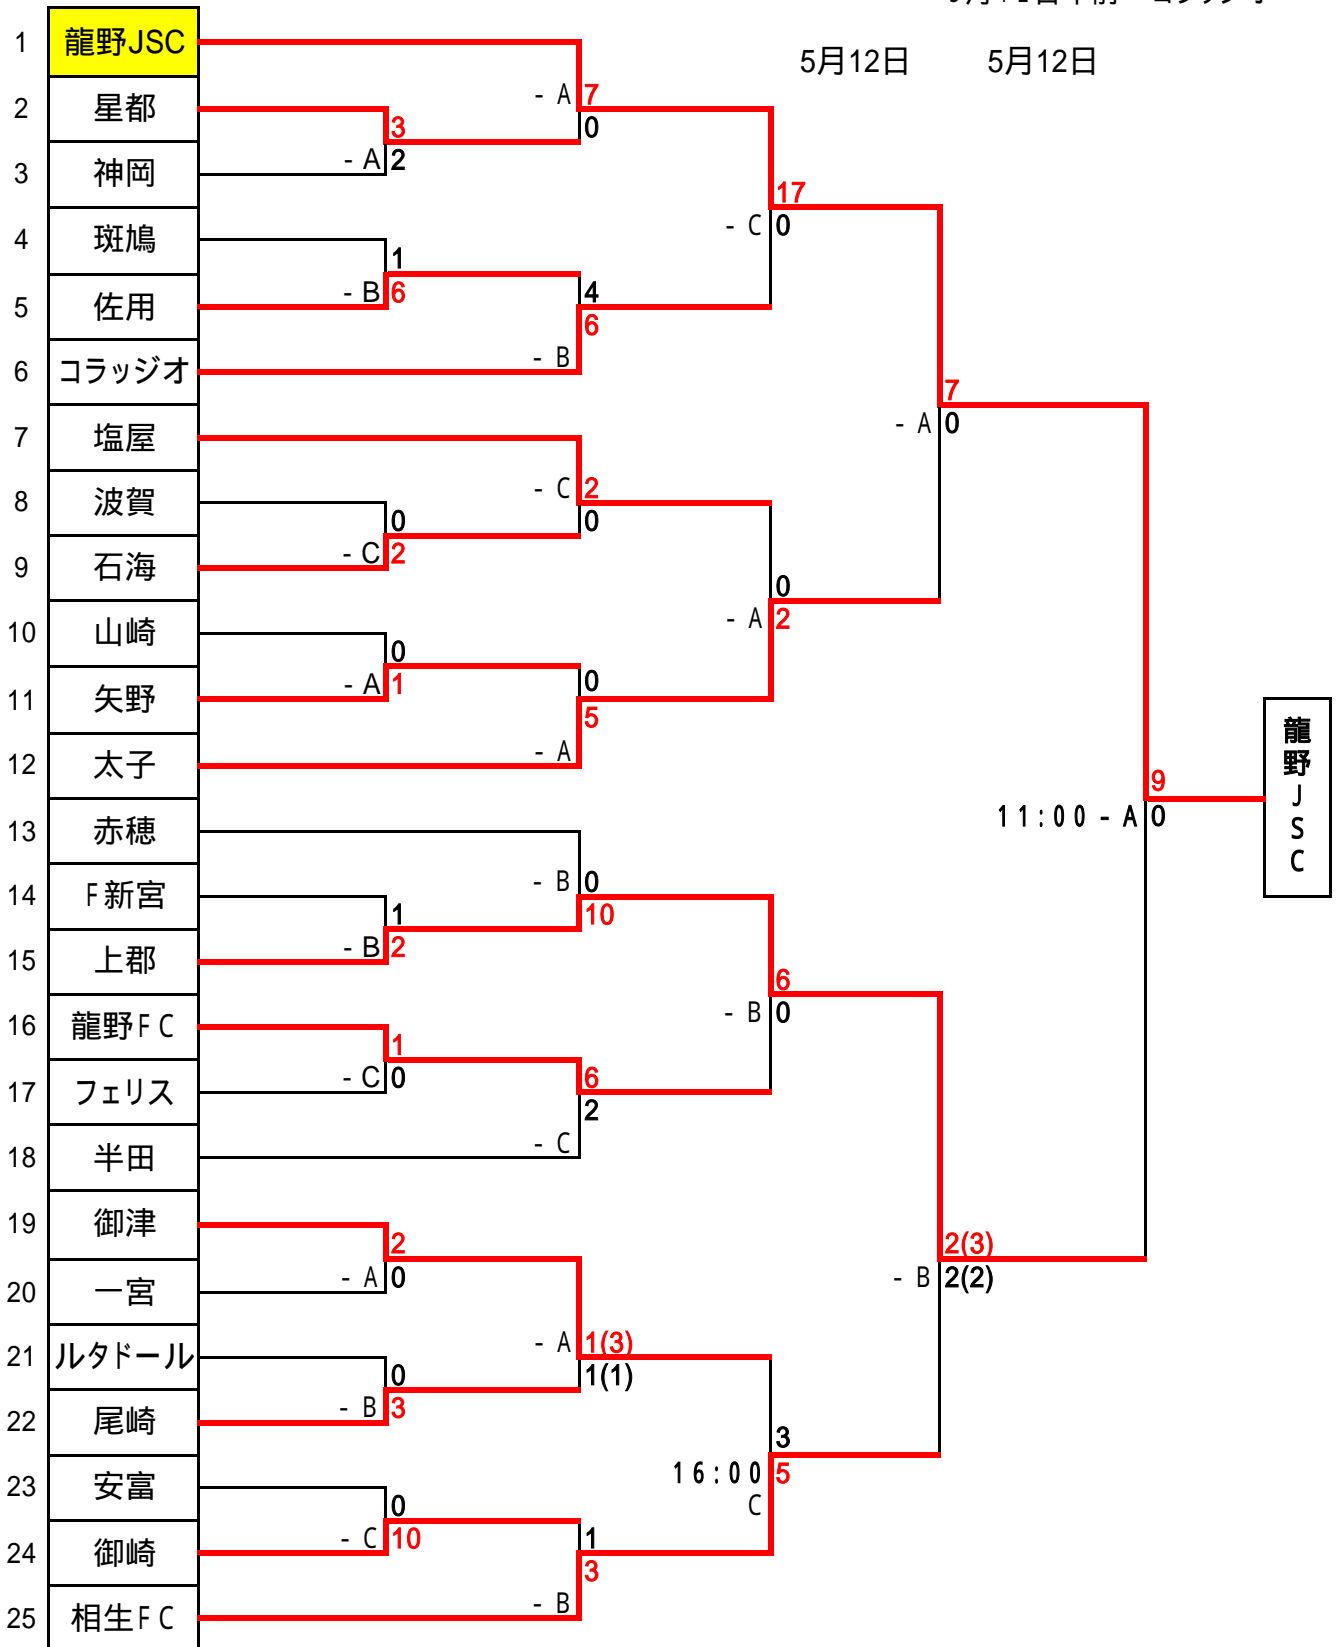 5月12日 5月12日
1 龍野JSC
- A 7
2 星都
3
0
3 神岡
- A 2
17
4 斑鳩
- C 0
1
5 佐用
- B 6
4
6
6 コラッジオ
- B
7
7 塩屋
- A 0
8 波賀
- C 2
0
0
9 石海
- C 2
0
10 山崎
- A 2
0
11 矢野
- A 1
0
5
12 太子
- A
龍野JSC
9
13 赤穂
11:00 - A 0
14 F新宮
- B 0
1
10
15 上郡
- B 2
6
16 龍野FC
- B 0
1
17 フェリス
- C 0
6
2
18 半田
- C
19 御津
2
2(3)
20 一宮
- A 0
- B 2(2)
21 ルタドール
- A 1(3)
0
1(1)
22 尾崎
- B 3
3
23 安富
16:00 5
0
C
24 御崎
- C 10
1
3
25 相生FC
- B